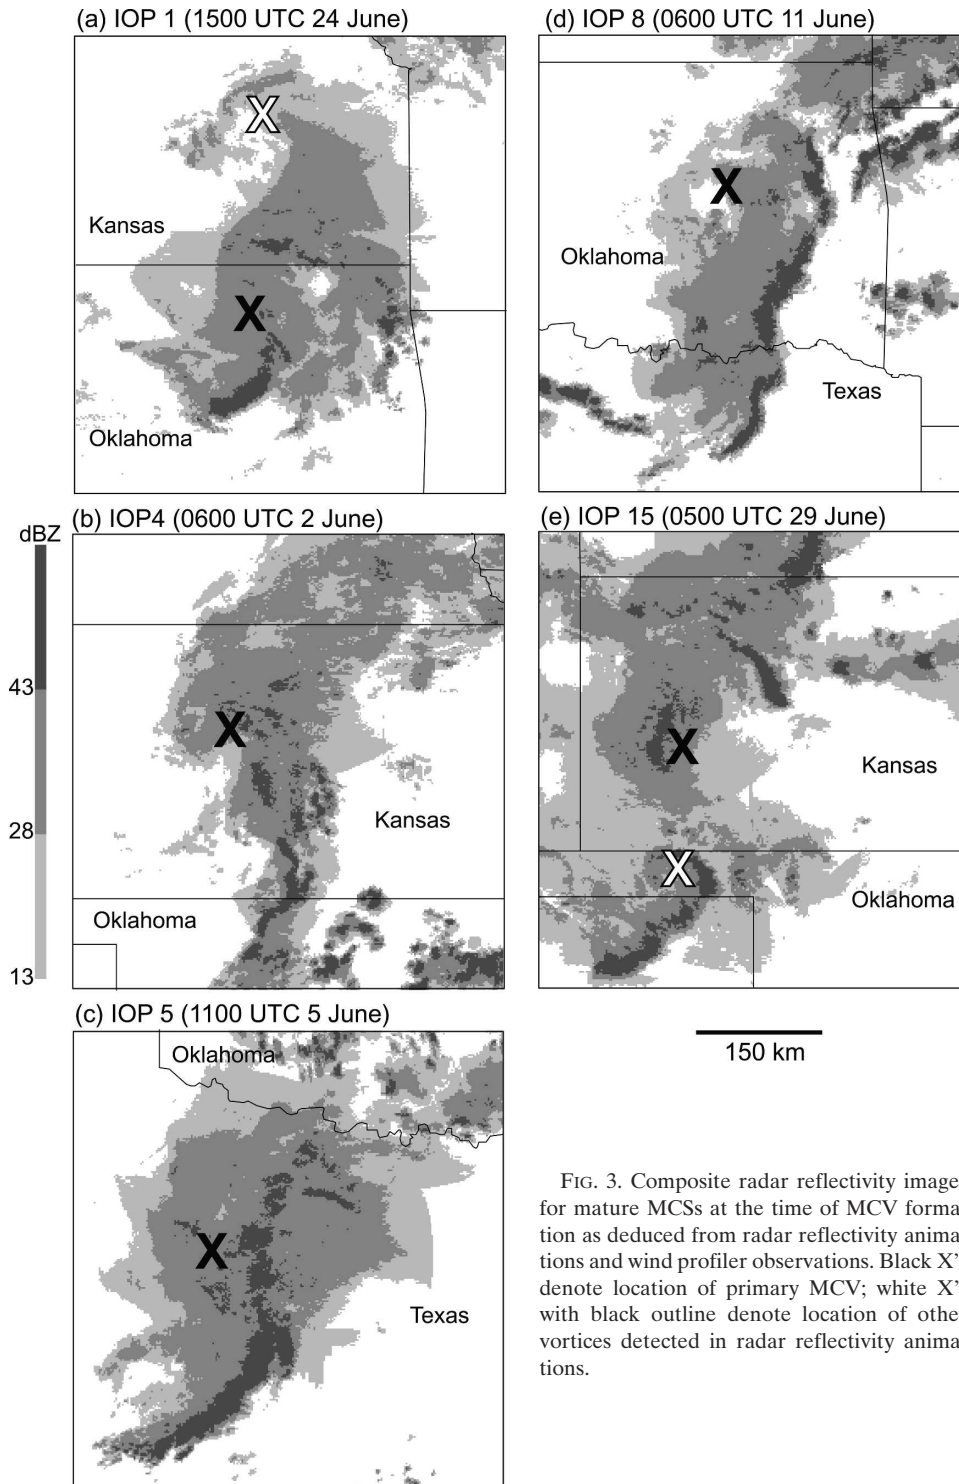 (a) IOP 1 (1500 UTC 24 June)
X
Kansas
X
Oklahoma
(d) IOP 8 (0600 UTC 11 June)
X
Oklahoma
Texas
dBZ
43
28
13
(b) IOP4 (0600 UTC 2 June)
X
Kansas
Oklahoma
(e) IOP 15 (0500 UTC 29 June)
X
Kansas
X
Oklahoma
(c) IOP 5 (1100 UTC 5 June)
Oklahoma
X
Texas
150 km
FIG. 3. Composite radar reflectivity image
for mature MCSs at the time of MCV forma
tion as deduced from radar reflectivity anima
tions and wind profiler observations. Black X'
denote location of primary MCV; white X'
with black outline denote location of othe
vortices detected in radar reflectivity anima
tions.